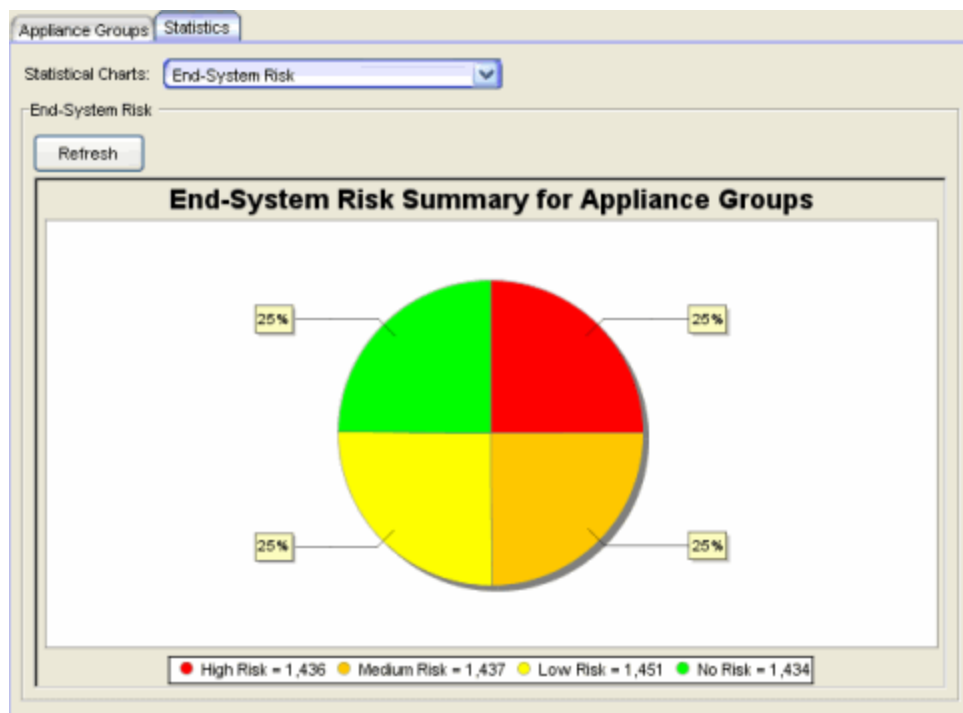 Appliance Groups Statistics
Statistical Charts: End-System Risk
End-System Risk
Refresh
End-System Risk Summary for Appliance Groups
25% 25%
25% 25%
High Risk = 1,436 Medium Risk = 1,437 Low Risk = 1,451 No Risk = 1,434